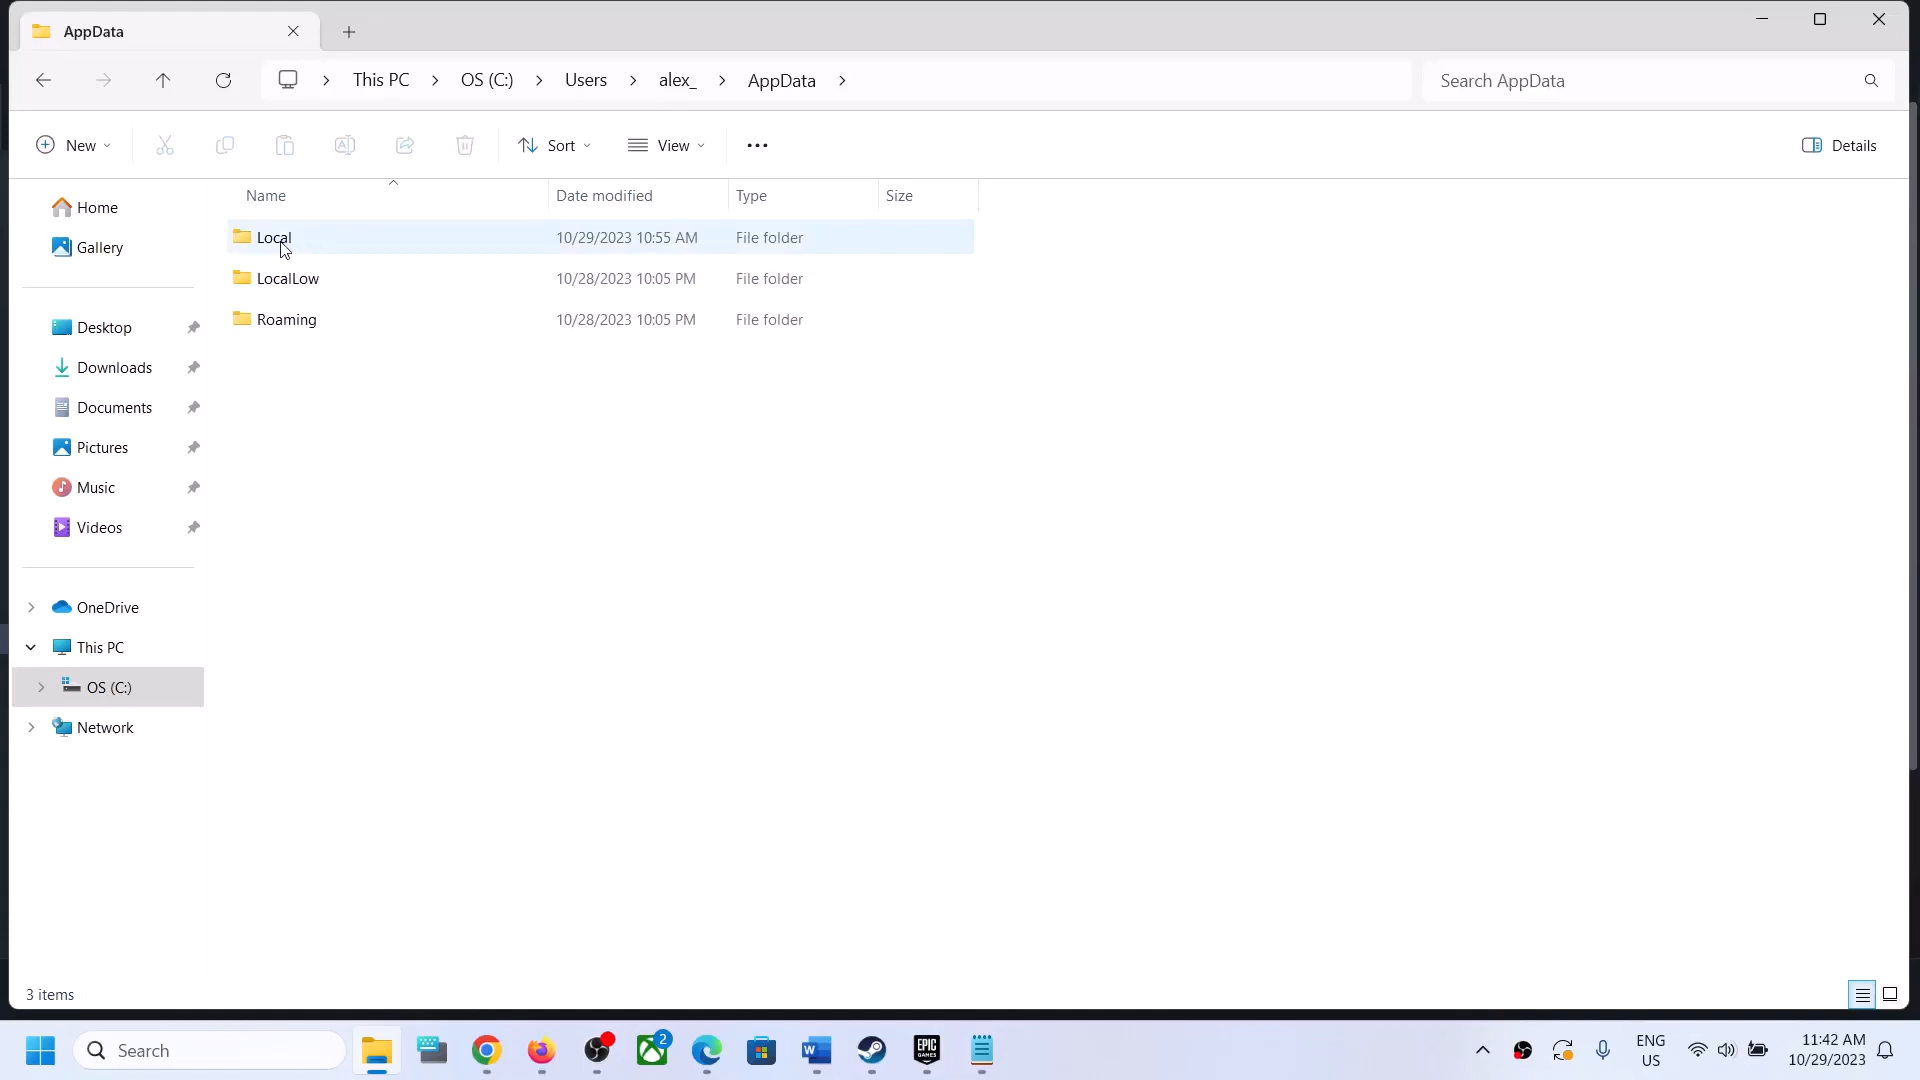 AppData
This PC
OS (C:)
Users
alex_
AppData
Search AppData
New
Sort
View
Details
Name
Date modified
Type
Size
Home
Gallery
Desktop
Downloads
Documents
Pictures
Music
Videos
OneDrive
This PC
OS (C:)
Network
Local 10/29/2023 10:55 AM File folder
LocalLow 10/28/2023 10:05 PM File folder
Roaming 10/28/2023 10:05 PM File folder
3 items
Search
2
EPIC
GAMES
ENG
US
11:42 AM
10/29/2023